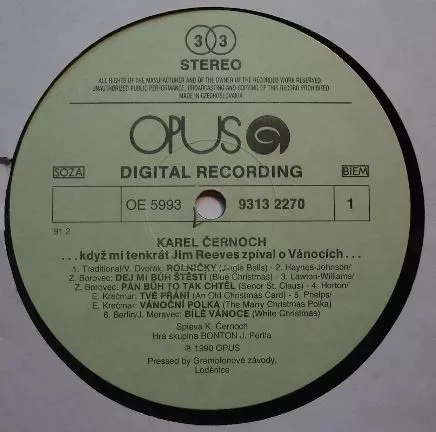 33
STEREO
ALL RIGHTS OF THE MANUFACTURER AND OF THE OWNER OF THE RECORDED WORK RESERVED.
UNAUTHORIZED PUBLIC PERFORMANCE, BROADCASTING AND COPYING OF THIS RECORD PROHIBITED
MADE IN CZECHOSLOVAKIA
OPUS
SOZA DIGITAL RECORDING BIEM
OE 5993 9313 2270 1
91 2
KAREL ČERNOCH
...když mi tenkrát Jim Reeves zpíval o Vánocích...
1. Traditional/V. Dvořák: ROLNIČKY (Jingle Bells) - 2. Haynes-Johnson/
Z. Borovec: DEJ MI BŮH ŠTĚSTÍ (Blue Christmas) - 3. Lawton-Williams/
Z. Borovec: PÁN BŮH TO TAK CHTĚL (Senor St. Claus) - 4. Horton/
E. Krečmar: TVÉ PŘÁNÍ (An Old Christmas Card) - 5. Phelps/
E. Krečmar: VÁNOČNÍ POLKA (The Marry Christmas Polka)
6. Berlin/J. Moravec: BÍLÉ VÁNOCE (White Christmas)
Spieva K. Černoch
Hrá skupina BONTON J. Pertla
℗ 1990 OPUS
Pressed by Gramofonové závody,
Loděnice